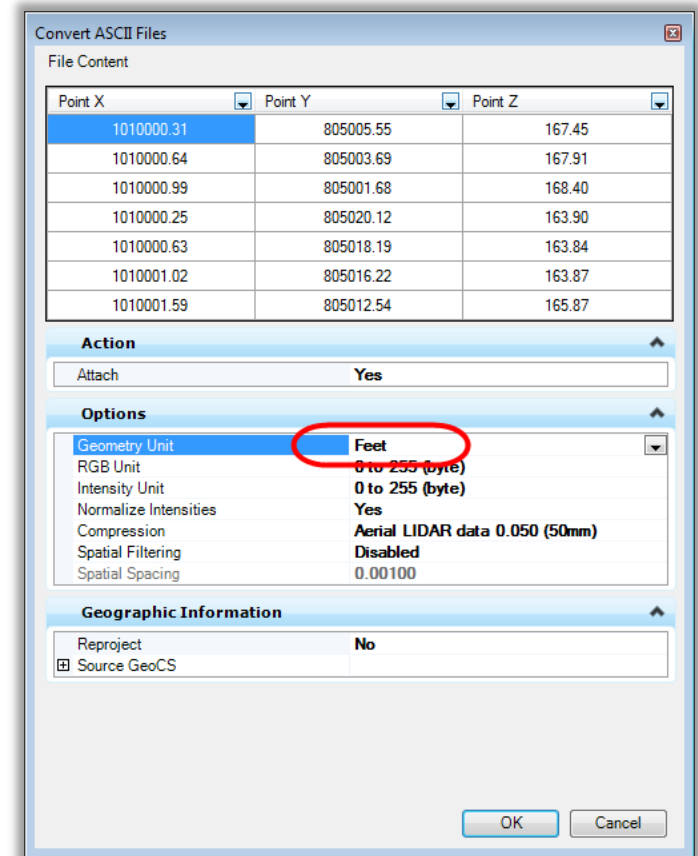 Convert ASCII Files
File Content
Point X Point Y Point Z
1010000.31 805005.55 167.45
1010000.64 805003.69 167.91
1010000.99 805001.68 168.40
1010000.25 805020.12 163.90
1010000.63 805018.19 163.84
1010001.02 805016.22 163.87
1010001.59 805012.54 165.87
Action
Attach Yes
Options
Geometry Unit Feet
RGB Unit 0 to 255 (byte)
Intensity Unit 0 to 255 (byte)
Normalize Intensities Yes
Compression Aerial LIDAR data 0.050 (50mm)
Spatial Filtering Disabled
Spatial Spacing 0.00100
Geographic Information
Reproject No
Source GeoCS
OK Cancel